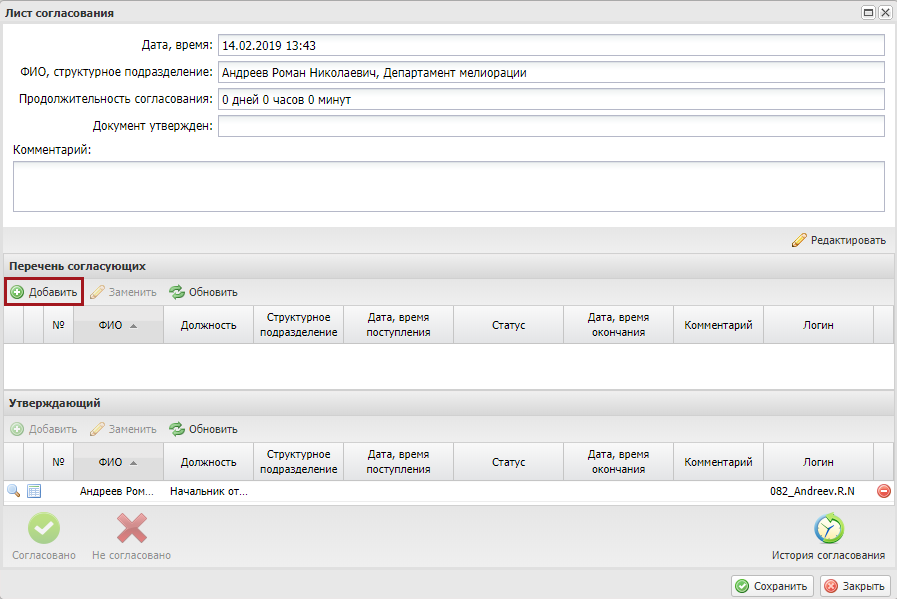 Лист согласования
Дата, время: 14.02.2019 13:43
ФИО, структурное подразделение: Андреев Роман Николаевич, Департамент мелиорации
Продолжительность согласования: 0 дней 0 часов 0 минут
Документ утвержден:
Комментарий:
Редактировать
Перечень согласующих
Добавить Заменить Обновить
№ ФИО Должность Структурное подразделение Дата, время поступления Статус Дата, время окончания Комментарий Логин
Утверждающий
Добавить Заменить Обновить
№ ФИО Должность Структурное подразделение Дата, время поступления Статус Дата, время окончания Комментарий Логин
Андреев Ром... Начальник от... 082_Andreev.R.N
Согласовано Не согласовано История согласования
Сохранить Закрыть